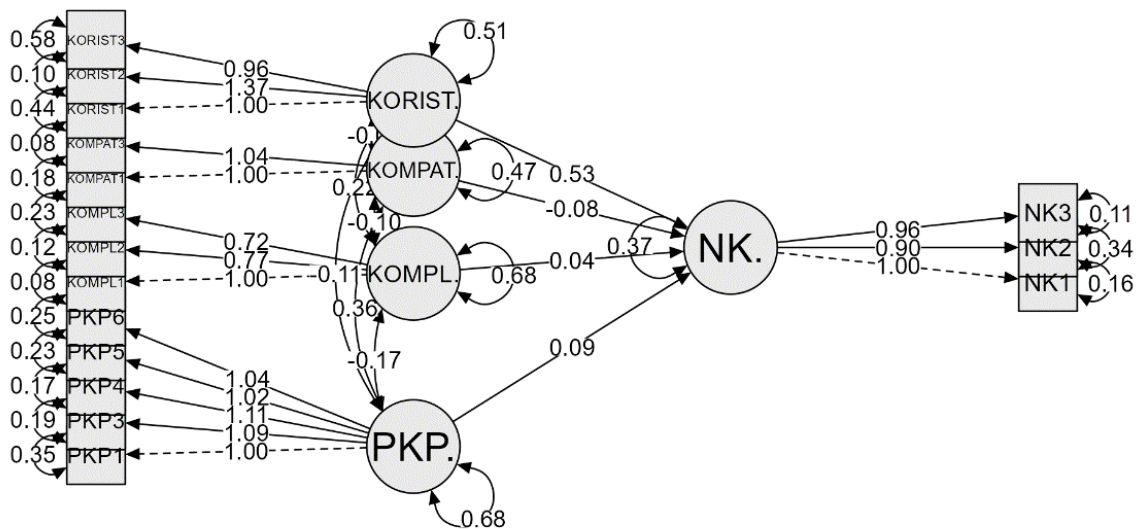 0.58
KORIST3
0.10
KORIST2
0.44
KORIST1
0.08
KOMPAT3
0.18
KOMPAT1
0.23
KOMPL3
0.12
KOMPL2
0.08
KOMPL1
0.25
PKP6
0.23
PKP5
0.17
PKP4
0.19
PKP3
0.35
PKP1
0.96
1.37
1.00
1.04
1.00
0.72
0.77
1.00
1.04
1.02
1.11
1.09
1.00
KORIST.
0.51
KOMPAT.
0.47
-0.10
0.11
KOMPL.
0.68
0.36
-0.17
PKP.
0.68
0.53
-0.08
0.04
0.09
0.37
NK.
0.96
0.90
1.00
NK3
0.11
NK2
0.34
NK1
0.16